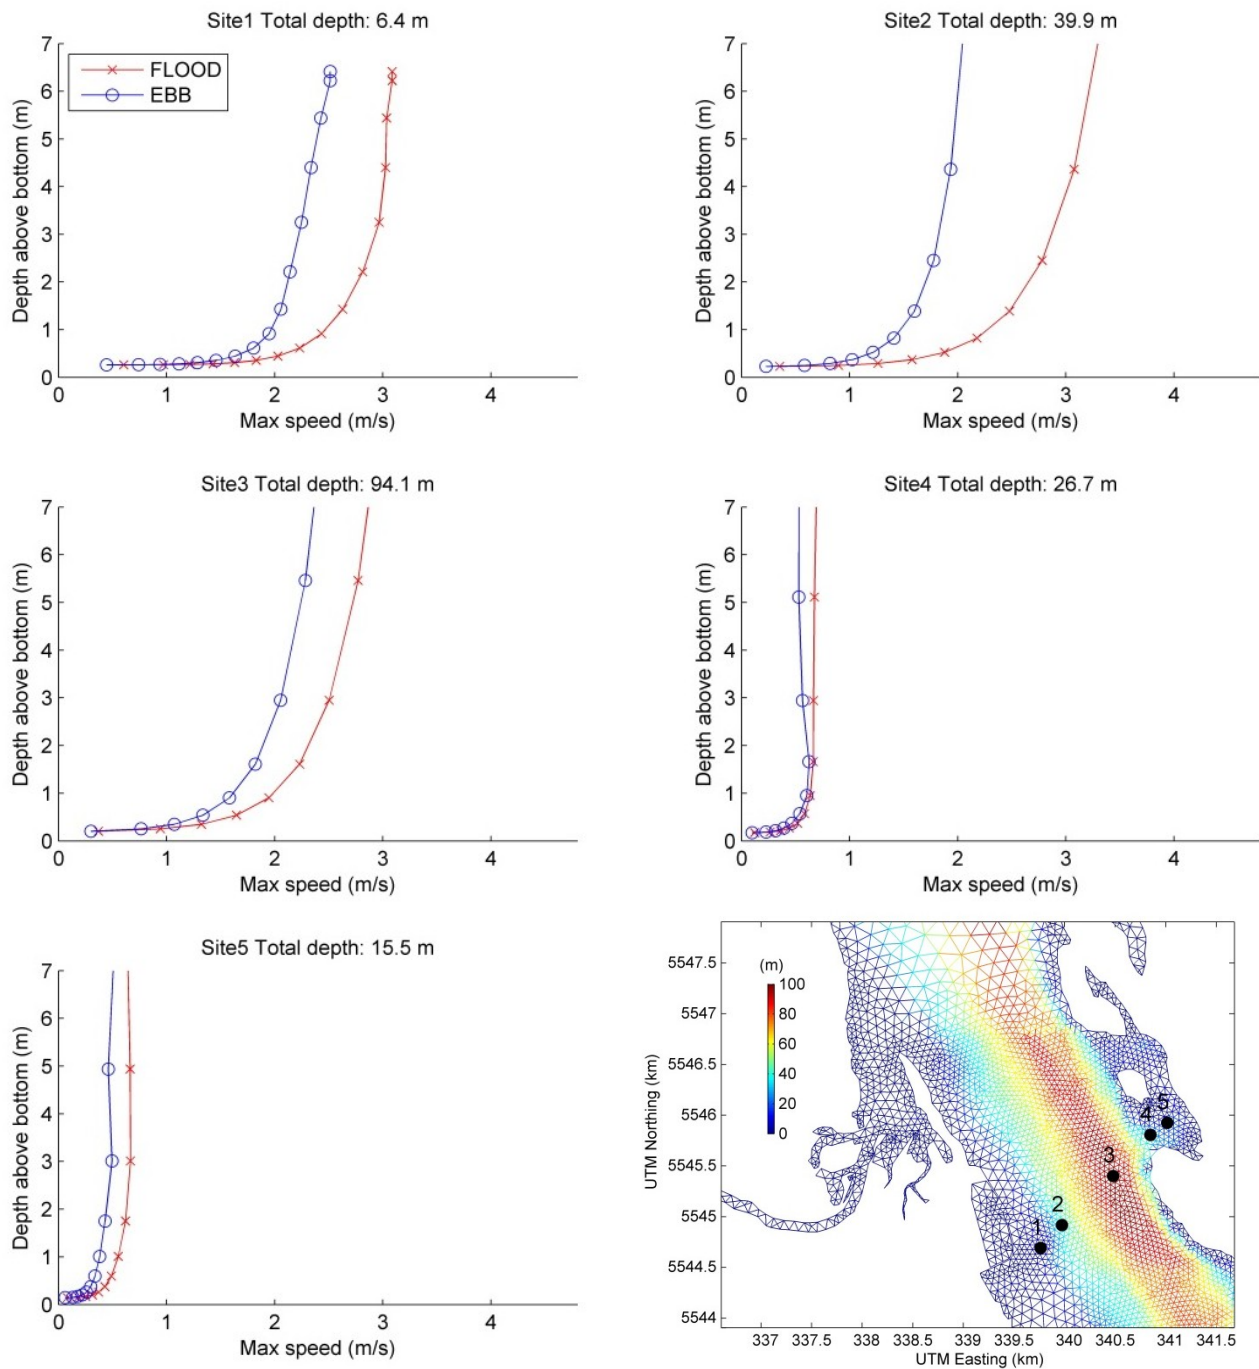 Site1 Total depth: 6.4 m
7
6
5
4
3
2
1
0
Depth above bottom (m)
FLOOD
EBB
0 1 2 3 4
Max speed (m/s)
Site2 Total depth: 39.9 m
7
6
5
4
3
2
1
0
Depth above bottom (m)
0 1 2 3 4
Max speed (m/s)
Site3 Total depth: 94.1 m
7
6
5
4
3
2
1
0
Depth above bottom (m)
0 1 2 3 4
Max speed (m/s)
Site4 Total depth: 26.7 m
7
6
5
4
3
2
1
0
Depth above bottom (m)
0 1 2 3 4
Max speed (m/s)
Site5 Total depth: 15.5 m
7
6
5
4
3
2
1
0
Depth above bottom (m)
0 1 2 3 4
Max speed (m/s)
5547.5
5547
5546.5
5546
5545.5
5545
5544.5
5544
UTM Northing (km)
(m)
100
80
60
40
20
0
4 5
3
2
1
337 337.5 338 338.5 339 339.5 340 340.5 341 341.5
UTM Easting (km)